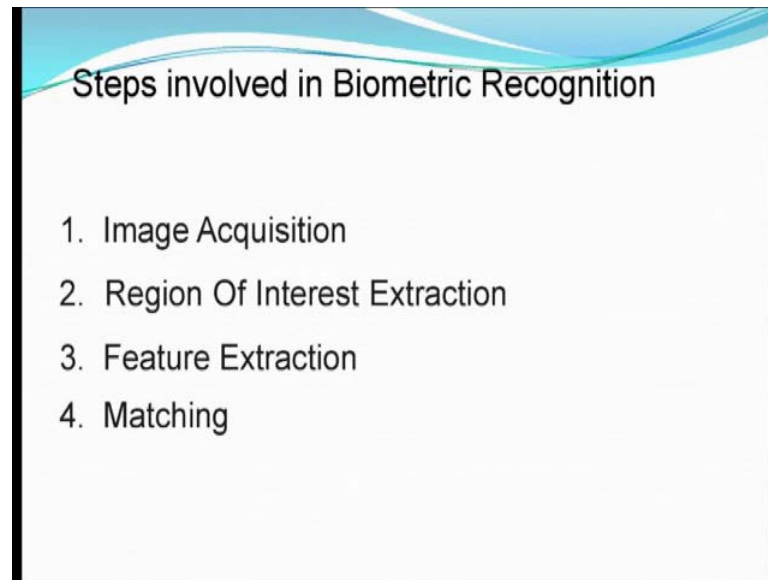 Steps involved in Biometric Recognition
1. Image Acquisition
2. Region Of Interest Extraction
3. Feature Extraction
4. Matching